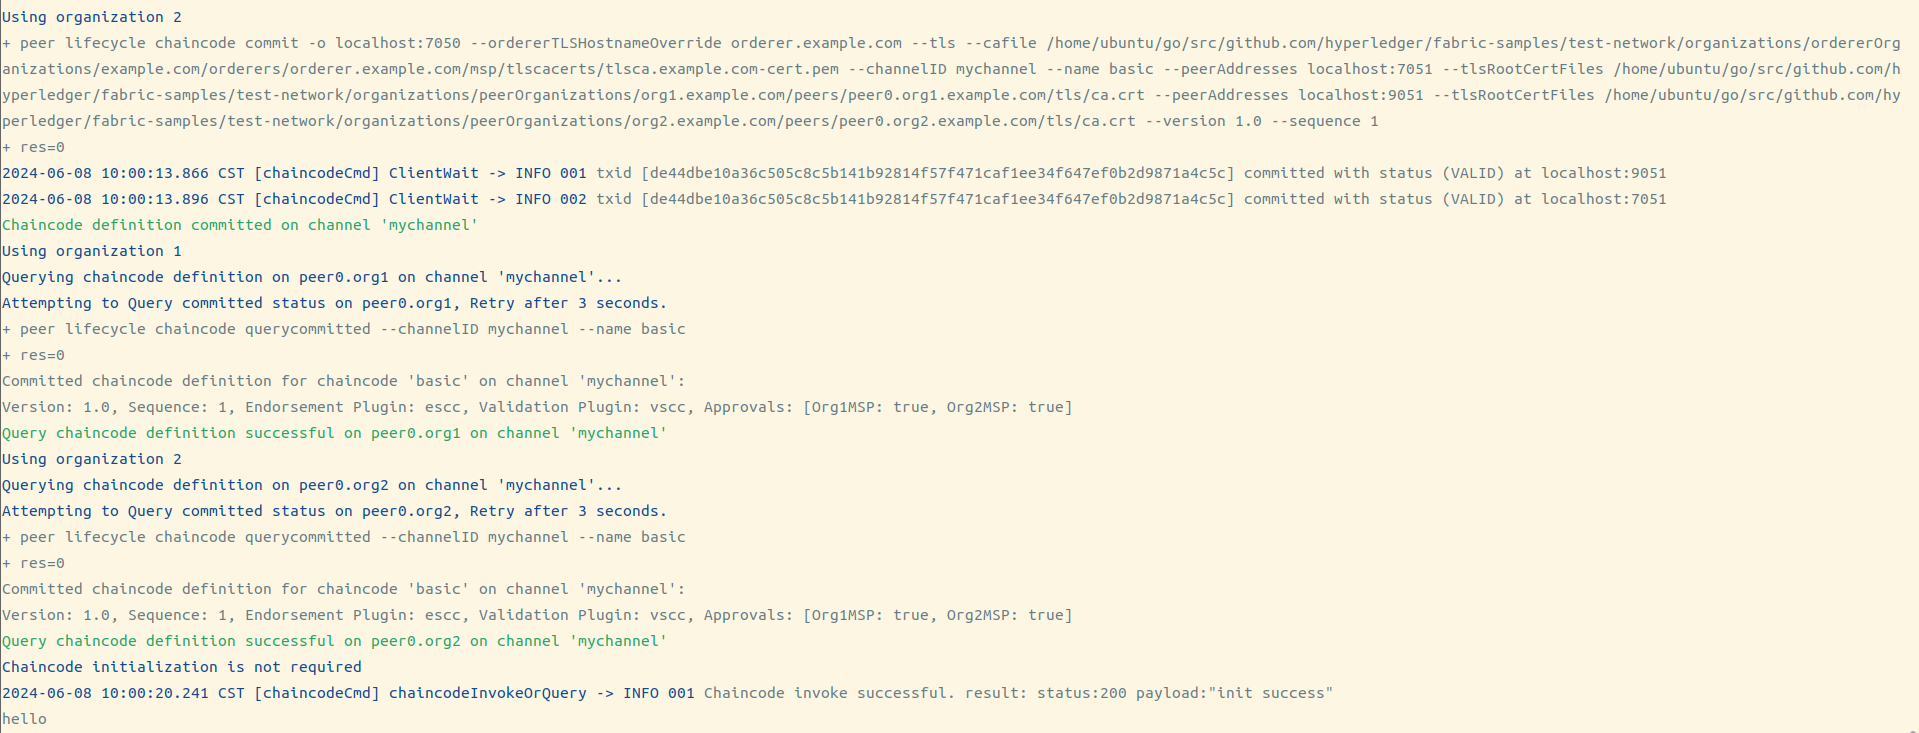 Using organization 2
+ peer lifecycle chaincode commit -o localhost:7050 --ordererTLSHostnameOverride orderer.example.com --tls --cafile /home/ubuntu/go/src/github.com/hyperledger/fabric-samples/test-network/organizations/ordererOrg
anizations/example.com/orderers/orderer.example.com/msp/tlscacerts/tlsca.example.com-cert.pem --channelID mychannel --name basic --peerAddresses localhost:7051 --tlsRootCertFiles /home/ubuntu/go/src/github.com/h
yperledger/fabric-samples/test-network/organizations/peerOrganizations/org1.example.com/peers/peer0.org1.example.com/tls/ca.crt --peerAddresses localhost:9051 --tlsRootCertFiles /home/ubuntu/go/src/github.com/hy
perledger/fabric-samples/test-network/organizations/peerOrganizations/org2.example.com/peers/peer0.org2.example.com/tls/ca.crt --version 1.0 --sequence 1
+ res=0
2024-06-08 10:00:13.866 CST [chaincodeCmd] ClientWait -> INFO 001 txid [de44dbe10a36c505c8c5b141b92814f57f471caf1ee34f647ef0b2d9871a4c5c] committed with status (VALID) at localhost:9051
2024-06-08 10:00:13.896 CST [chaincodeCmd] ClientWait -> INFO 002 txid [de44dbe10a36c505c8c5b141b92814f57f471caf1ee34f647ef0b2d9871a4c5c] committed with status (VALID) at localhost:7051
Chaincode definition committed on channel 'mychannel'
Using organization 1
Querying chaincode definition on peer0.org1 on channel 'mychannel'...
Attempting to Query committed status on peer0.org1, Retry after 3 seconds.
+ peer lifecycle chaincode querycommitted --channelID mychannel --name basic
+ res=0
Committed chaincode definition for chaincode 'basic' on channel 'mychannel':
Version: 1.0, Sequence: 1, Endorsement Plugin: escc, Validation Plugin: vscc, Approvals: [Org1MSP: true, Org2MSP: true]
Query chaincode definition successful on peer0.org1 on channel 'mychannel'
Using organization 2
Querying chaincode definition on peer0.org2 on channel 'mychannel'...
Attempting to Query committed status on peer0.org2, Retry after 3 seconds.
+ peer lifecycle chaincode querycommitted --channelID mychannel --name basic
+ res=0
Committed chaincode definition for chaincode 'basic' on channel 'mychannel':
Version: 1.0, Sequence: 1, Endorsement Plugin: escc, Validation Plugin: vscc, Approvals: [Org1MSP: true, Org2MSP: true]
Query chaincode definition successful on peer0.org2 on channel 'mychannel'
Chaincode initialization is not required
2024-06-08 10:00:20.241 CST [chaincodeCmd] chaincodeInvokeOrQuery -> INFO 001 Chaincode invoke successful. result: status:200 payload:"init success"
hello